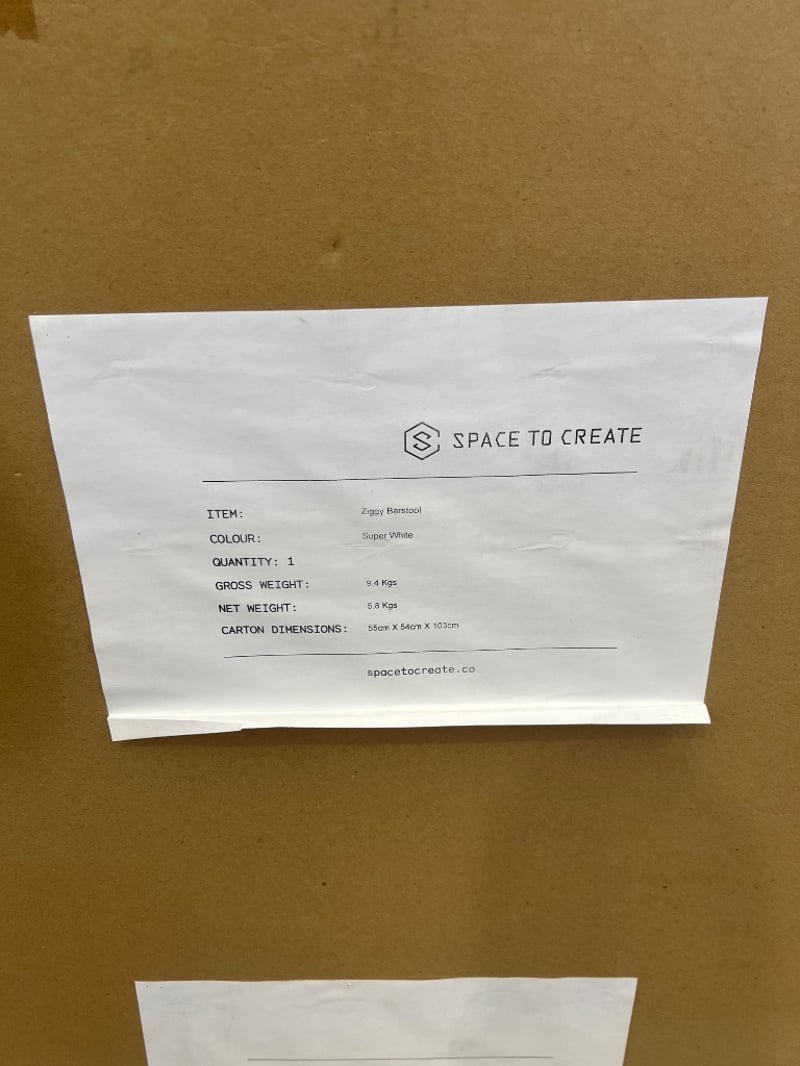 SPACE TO CREATE
ITEM: Ziggy Barstool
COLOUR: Super White
QUANTITY: 1
GROSS WEIGHT: 9.4 Kgs
NET WEIGHT: 5.8 Kgs
CARTON DIMENSIONS: 55cm X 54cm X 103cm
spacetocreate.co